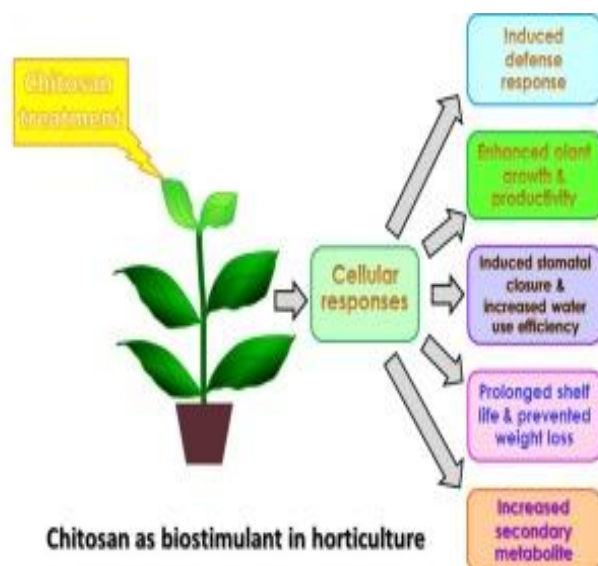 Chitosan
treatment
Cellular
responses
Induced
defense
response
Enhanced plant
growth &
productivity
Induced stomatal
closure &
increased water
use efficiency
Prolonged shelf
life & prevented
weight loss
Increased
secondary
metabolite
Chitosan as biostimulant in horticulture